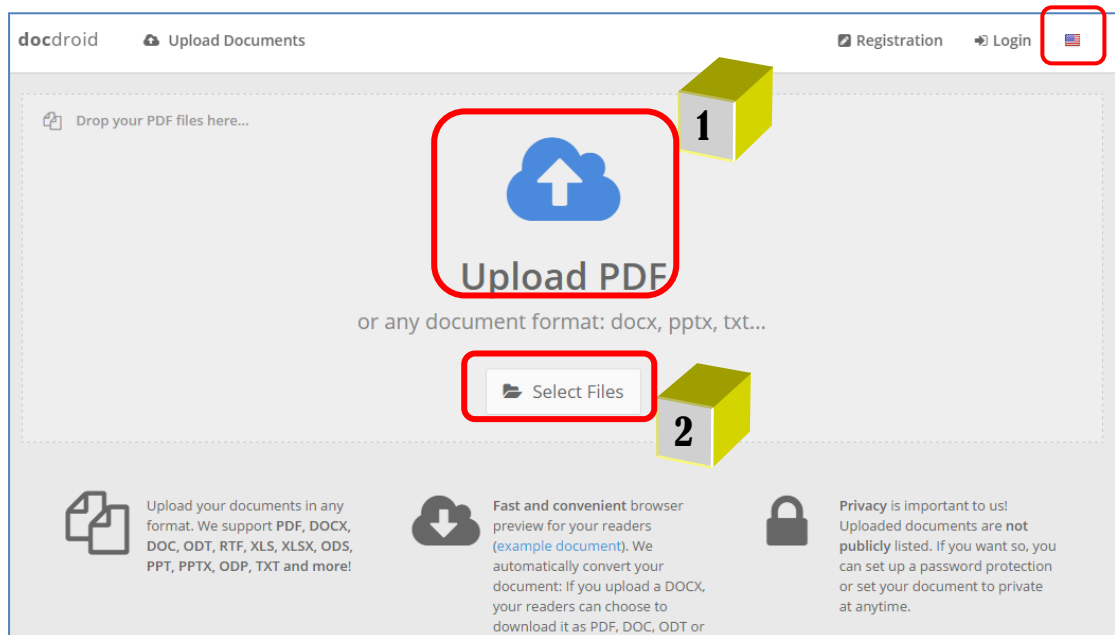 docdroid Upload Documents Registration Login
Drop your PDF files here...
1
Upload PDF
or any document format: docx, pptx, txt...
Select Files
2
Upload your documents in any
format. We support PDF, DOCX,
DOC, ODT, RTF, XLS, XLSX, ODS,
PPT, PPTX, ODP, TXT and more!
Fast and convenient browser
preview for your readers
(example document). We
automatically convert your
document: If you upload a DOCX,
your readers can choose to
download it as PDF, DOC, ODT or
Privacy is important to us!
Uploaded documents are not
publicly listed. If you want so, you
can set up a password protection
or set your document to private
at anytime.